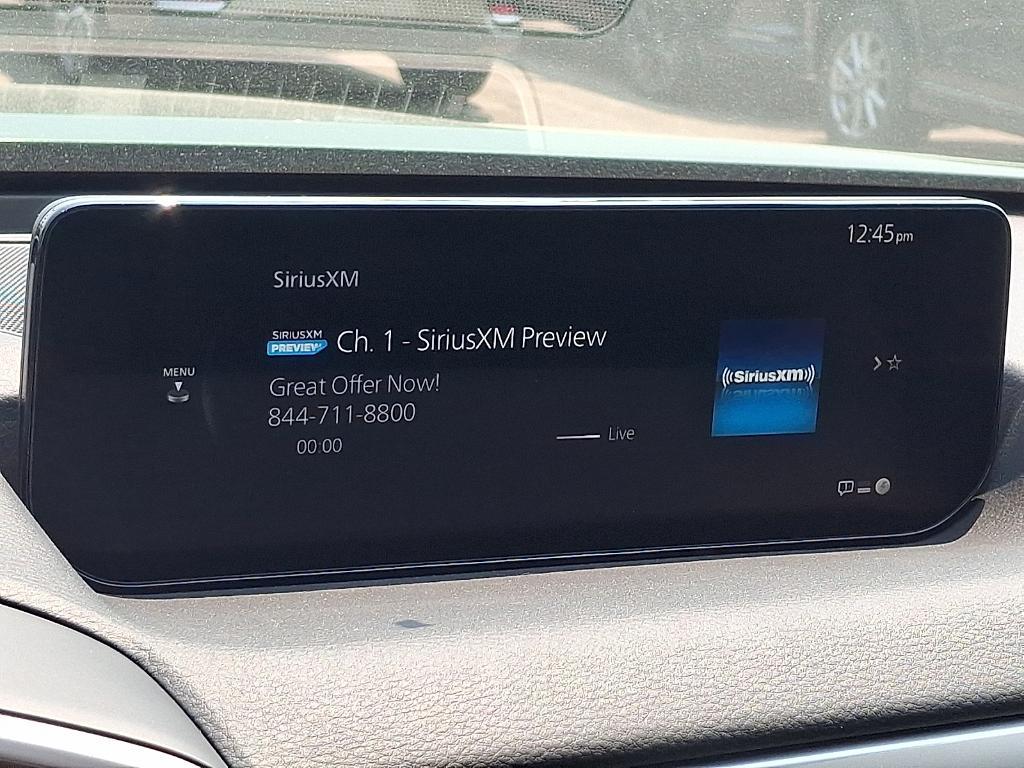 12:45pm
SiriusXM
SIRIUSXM
PREVIEW
Ch. 1 - SiriusXM Preview
MENU
Great Offer Now!
844-711-8800
00:00
Live
((SiriusXM))